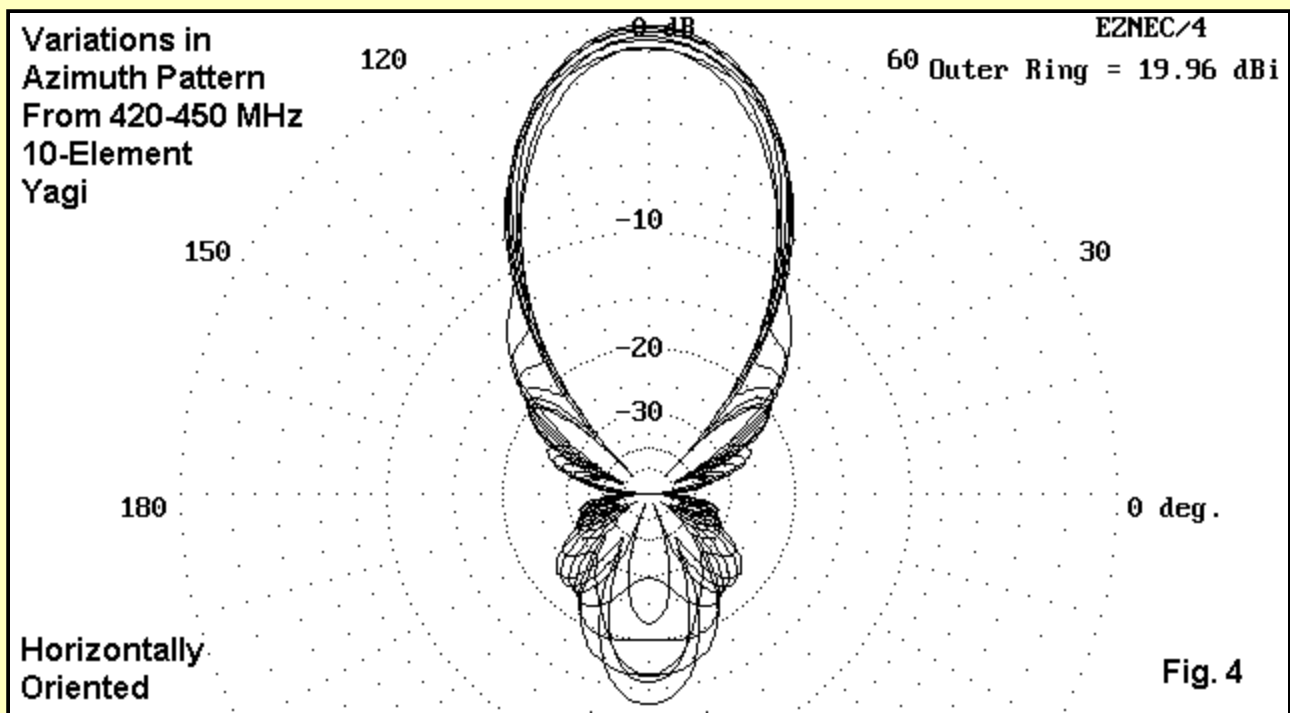 Variations in
Azimuth Pattern
From 420-450 MHz
10-Element
Yagi
0 dB
EZNEC/4
Outer Ring = 19.96 dBi
120
60
-10
150
30
-20
-30
180
0 deg.
Horizontally
Oriented
Fig. 4